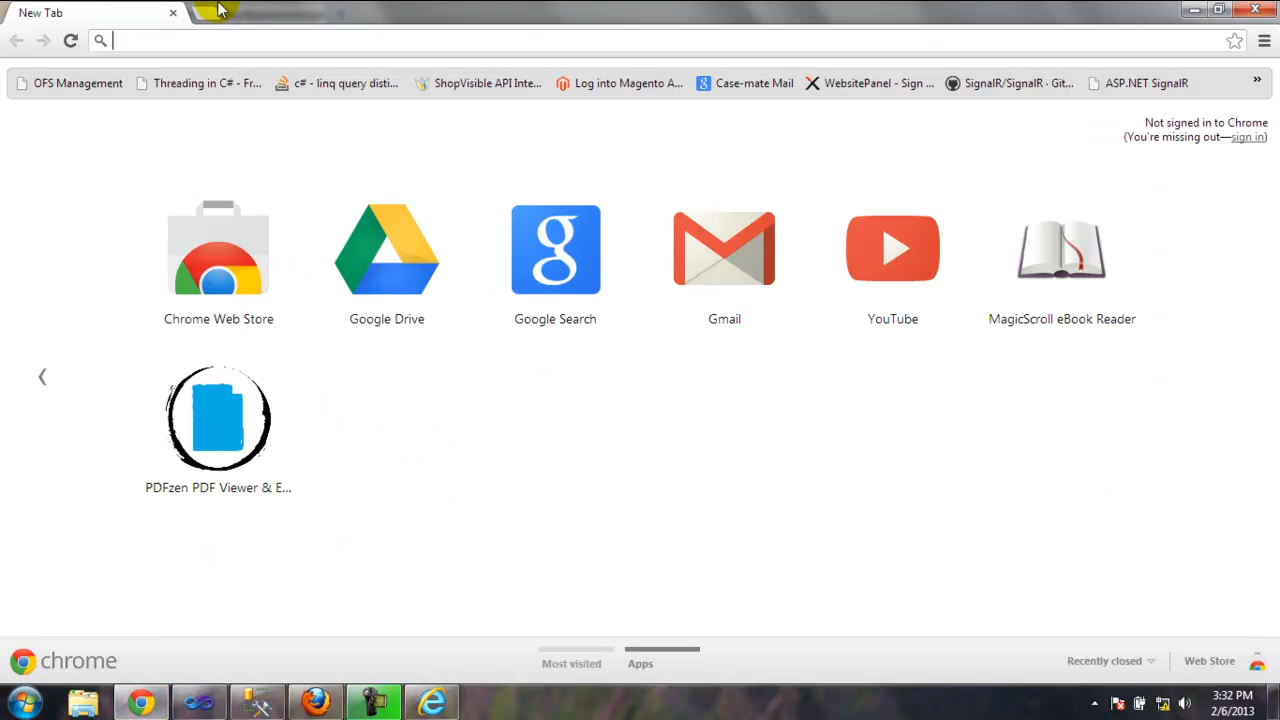 New Tab
OFS Management Threading in C# - Fr... c# - linq query disti... ShopVisible API Inte... Log into Magento A... Case-mate Mail WebsitePanel - Sign ... SignalR/SignalR · Git... ASP.NET SignalR »
Not signed in to Chrome
(You're missing out—sign in)
Chrome Web Store Google Drive Google Search Gmail YouTube MagicScroll eBook Reader
PDFzen PDF Viewer & E...
chrome Most visited Apps Recently closed Web Store
3:32 PM
2/6/2013